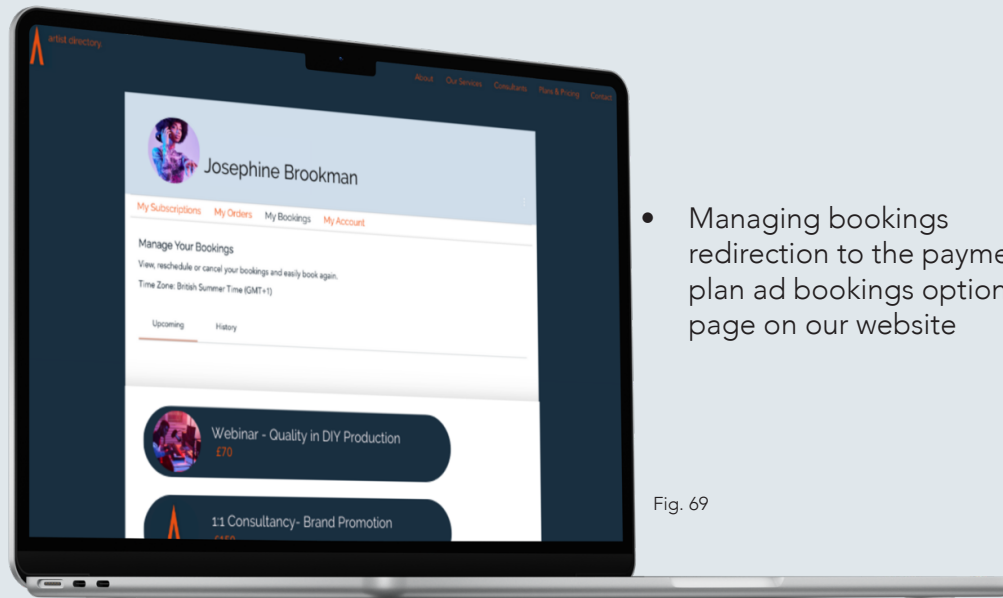 artist directory.
About Our Services Consultants Plans & Pricing Contact
Josephine Brookman
My Subscriptions My Orders My Bookings My Account
Manage Your Bookings
View, reschedule or cancel your bookings and easily book again.
Time Zone: British Summer Time (GMT+1)
Upcoming History
Webinar - Quality in DIY Production
£70
1:1 Consultancy- Brand Promotion
• Managing bookings
redirection to the payme
plan ad bookings option
page on our website
Fig. 69